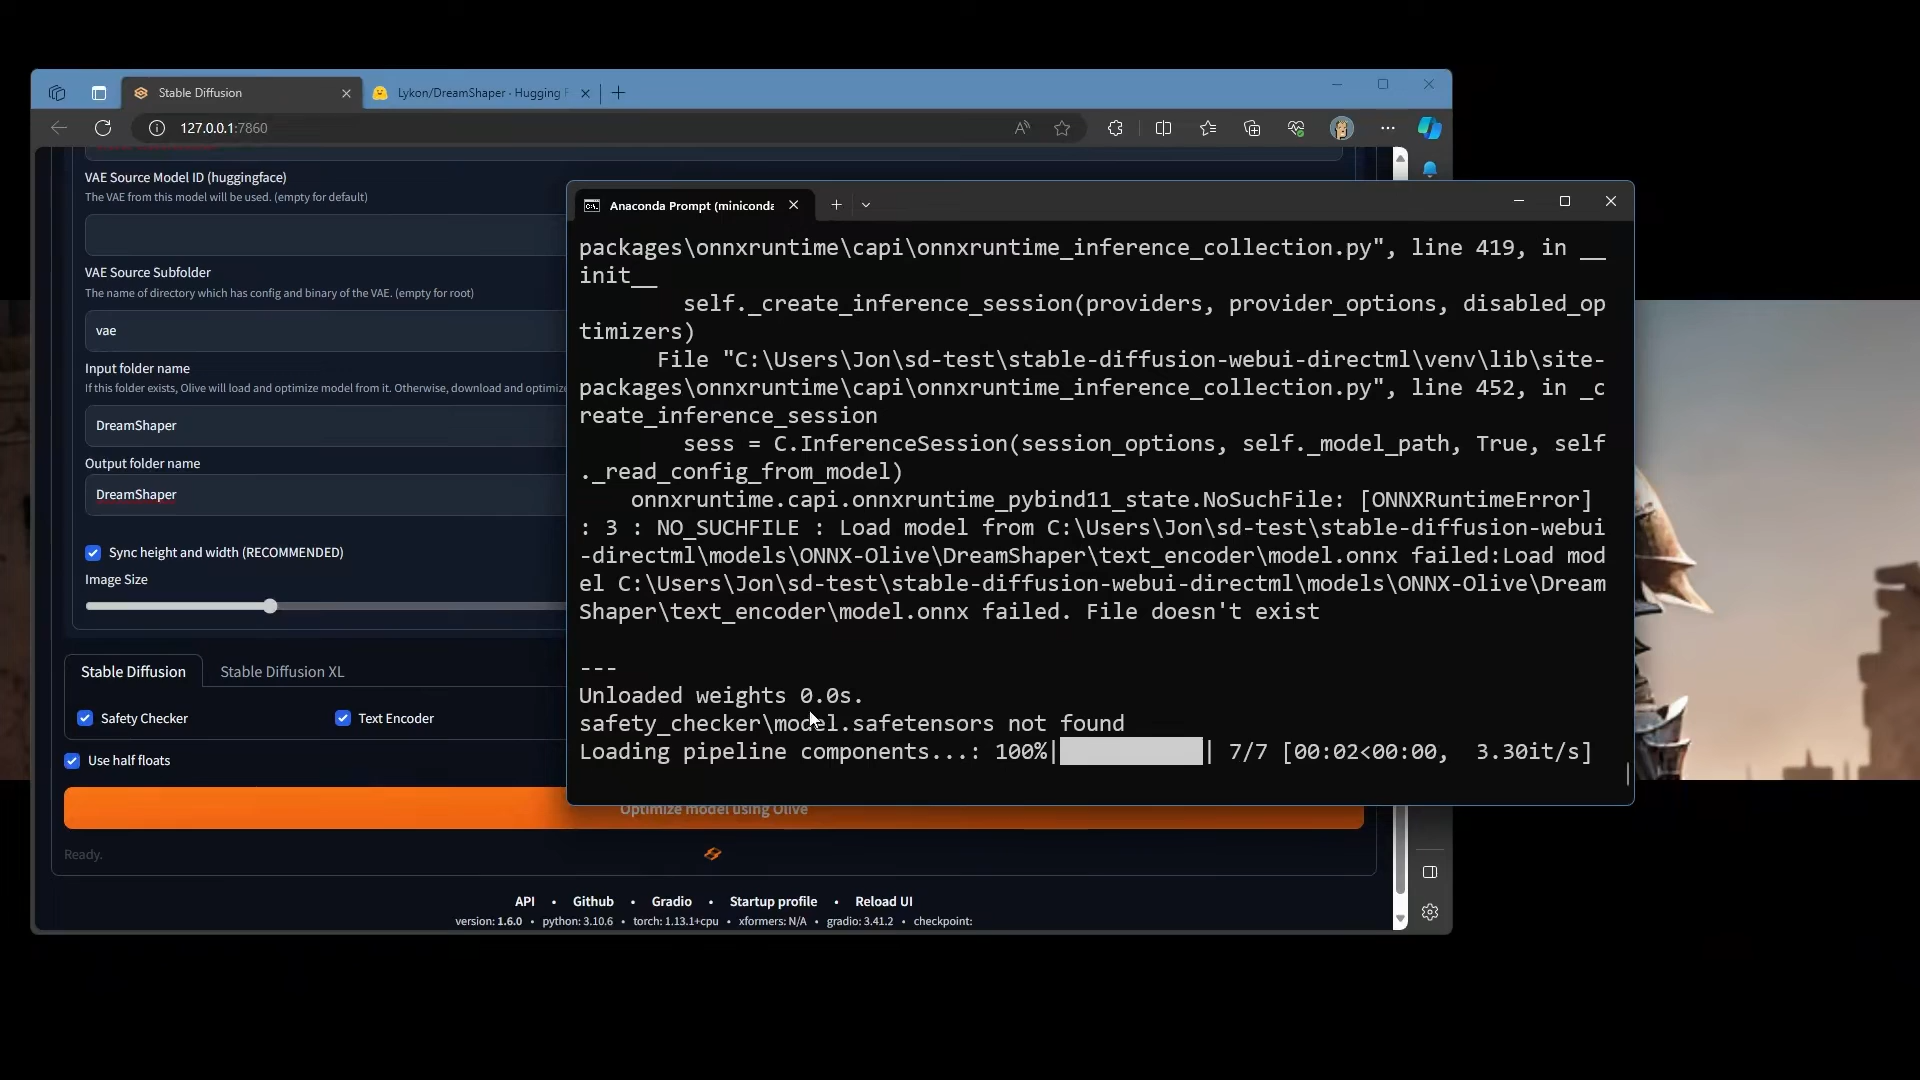 Stable Diffusion
Lykon/DreamShaper · Hugging F
127.0.0.1:7860
VAE Source Model ID (huggingface)
The VAE from this model will be used. (empty for default)
VAE Source Subfolder
The name of directory which has config and binary of the VAE. (empty for root)
vae
Input folder name
If this folder exists, Olive will load and optimize model from it. Otherwise, download and optimize
DreamShaper
Output folder name
DreamShaper
Sync height and width (RECOMMENDED)
Image Size
Stable Diffusion
Stable Diffusion XL
Safety Checker
Text Encoder
Use half floats
Optimize model using Olive
Ready.
API • Github • Gradio • Startup profile • Reload UI
version: 1.6.0 • python: 3.10.6 • torch: 1.13.1+cpu • xformers: N/A • gradio: 3.41.2 • checkpoint:
Anaconda Prompt (miniconda
packages\onnxruntime\capi\onnxruntime_inference_collection.py", line 419, in __
init__
self._create_inference_session(providers, provider_options, disabled_op
timizers)
File "C:\Users\Jon\sd-test\stable-diffusion-webui-directml\venv\lib\site-
packages\onnxruntime\capi\onnxruntime_inference_collection.py", line 452, in _c
reate_inference_session
sess = C.InferenceSession(session_options, self._model_path, True, self
._read_config_from_model)
onnxruntime.capi.onnxruntime_pybind11_state.NoSuchFile: [ONNXRuntimeError]
: 3 : NO_SUCHFILE : Load model from C:\Users\Jon\sd-test\stable-diffusion-webui
-directml\models\ONNX-Olive\DreamShaper\text_encoder\model.onnx failed:Load mod
el C:\Users\Jon\sd-test\stable-diffusion-webui-directml\models\ONNX-Olive\Dream
Shaper\text_encoder\model.onnx failed. File doesn't exist
---
Unloaded weights 0.0s.
safety_checker\model.safetensors not found
Loading pipeline components...: 100%| | 7/7 [00:02<00:00, 3.30it/s]